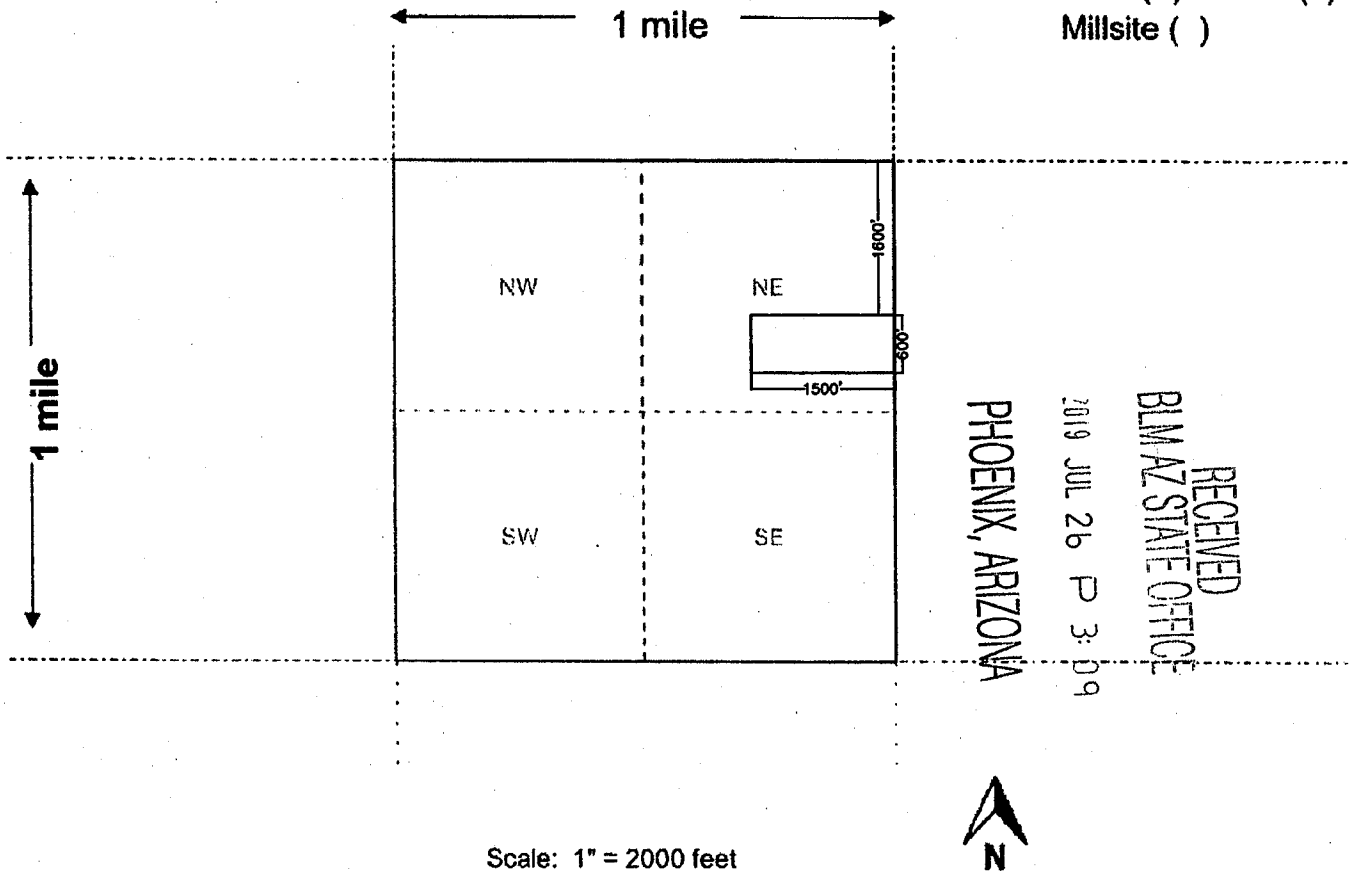 1 mile
Millsite ( )
1600'
NW
NE
600'
1500'
1 mile
SW
SE
RECEIVED
BLM AZ STATE OFFICE
2019 JUL 26 P 3:09
PHOENIX, ARIZONA
Scale: 1" = 2000 feet
N